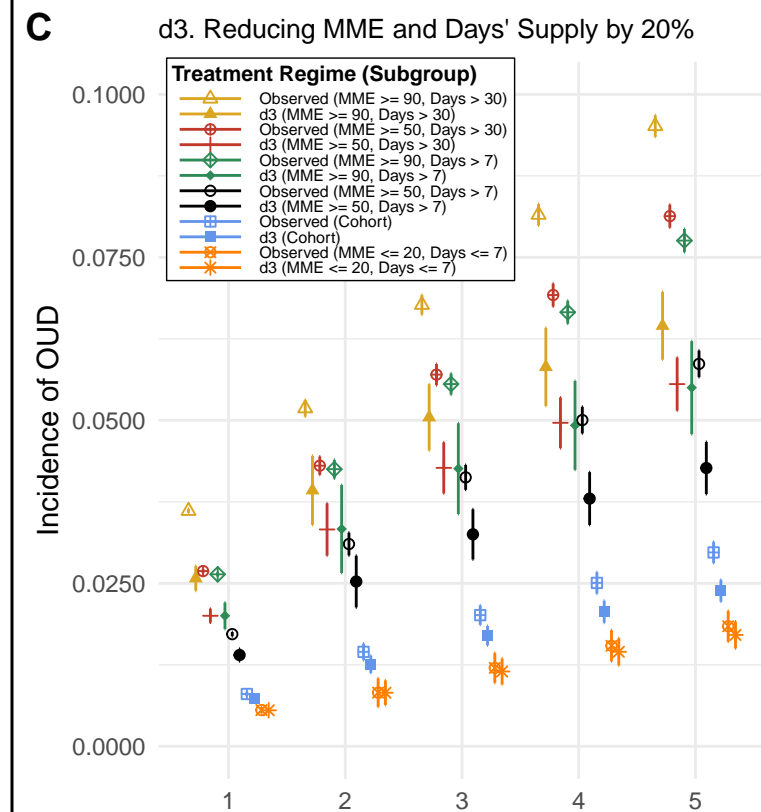 C
d3. Reducing MME and Days' Supply by 20%
Treatment Regime (Subgroup)
Observed (MME >= 90, Days > 30)
d3 (MME >= 90, Days > 30)
Observed (MME >= 50, Days > 30)
d3 (MME >= 50, Days > 30)
Observed (MME >= 90, Days > 7)
d3 (MME >= 90, Days > 7)
Observed (MME >= 50, Days > 7)
d3 (MME >= 50, Days > 7)
Observed (Cohort)
d3 (Cohort)
Observed (MME <= 20, Days <= 7)
d3 (MME <= 20, Days <= 7)
Incidence of OUD
0.1000
0.0750
0.0500
0.0250
0.0000
1 2 3 4 5